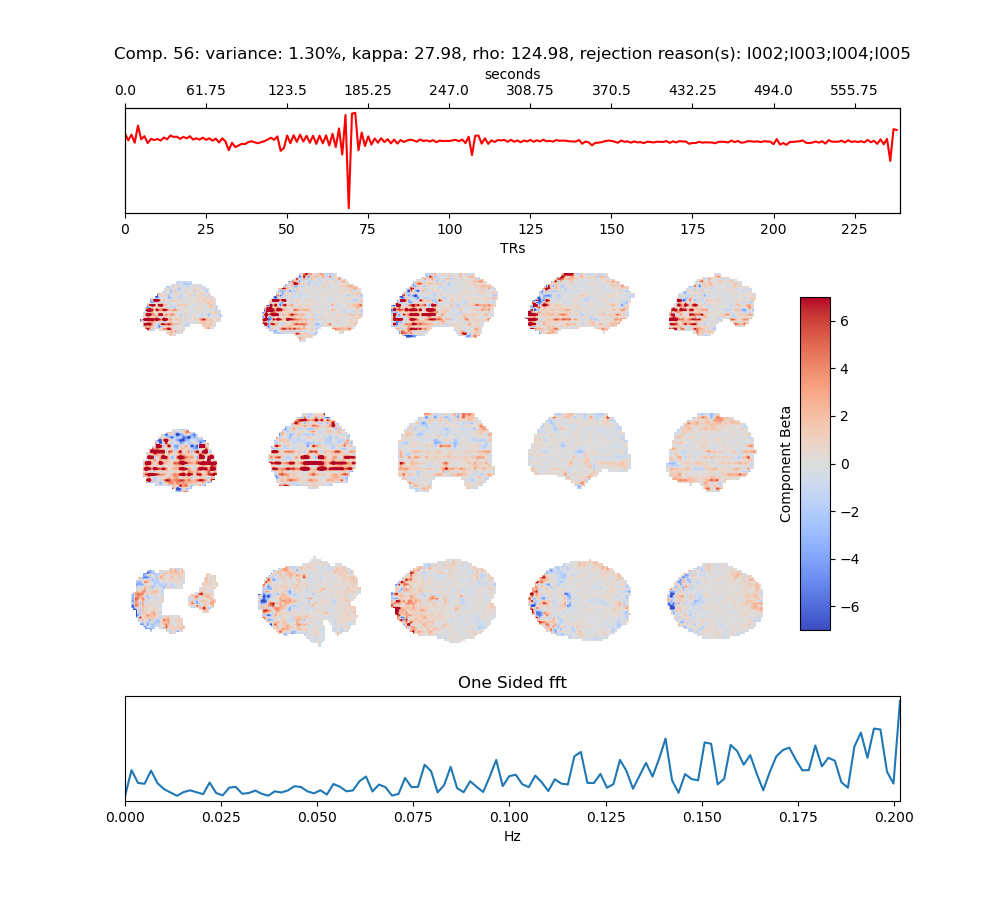 Comp. 56: variance: 1.30%, kappa: 27.98, rho: 124.98, rejection reason(s): I002;I003;I004;I005
seconds
0.0 61.75 123.5 185.25 247.0 308.75 370.5 432.25 494.0 555.75
0 25 50 75 100 125 150 175 200 225
TRs
6
4
2
0
−2
−4
−6
Component Beta
One Sided fft
0.000 0.025 0.050 0.075 0.100 0.125 0.150 0.175 0.200
Hz